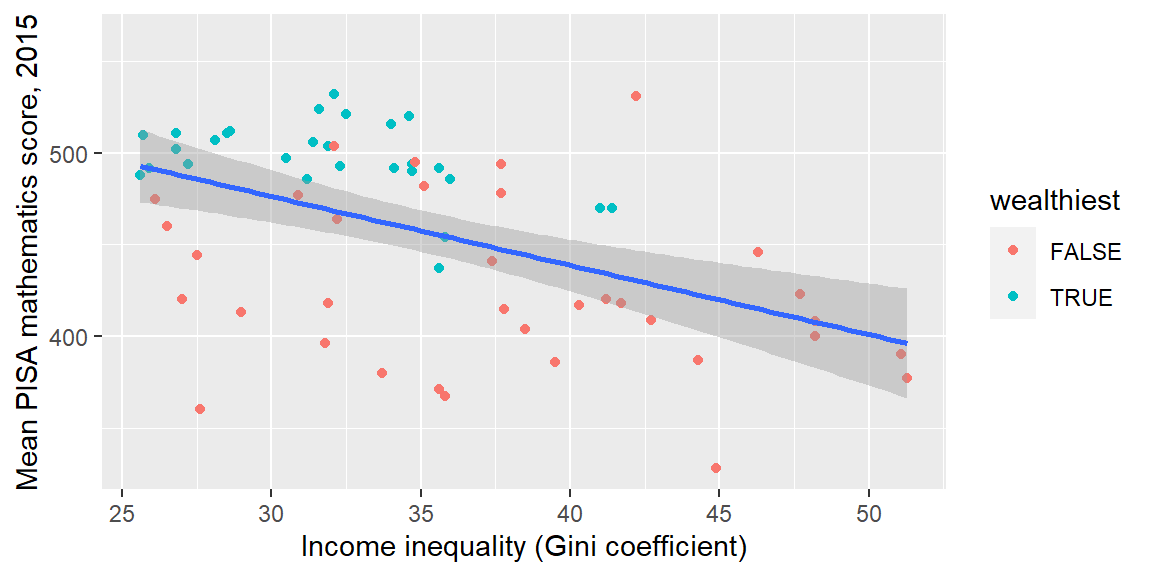 Mean PISA mathematics score, 2015
500
400
25 30 35 40 45 50
Income inequality (Gini coefficient)
wealthiest
FALSE
TRUE